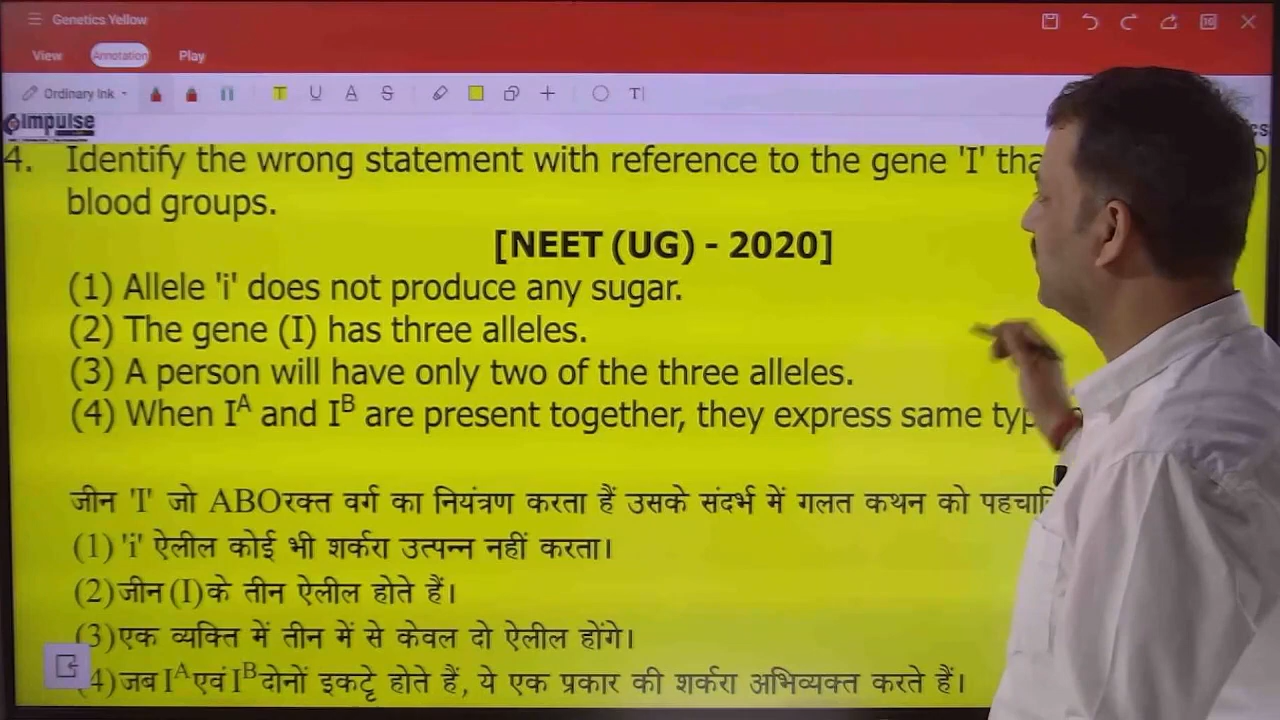 Genetics Yellow
View Annotation Play
Ordinary Ink
impulse
4. Identify the wrong statement with reference to the gene 'I'
blood groups.
[NEET (UG) - 2020]
(1) Allele 'i' does not produce any sugar.
(2) The gene (I) has three alleles.
(3) A person will have only two of the three alleles.
(4) When Iᴬ and Iᴮ are present together, they express same
जीन 'I' जो ABOरक्त वर्ग का नियंत्रण करता हैं उसके संदर्भ में गलत कथन को
(1) 'i' ऐलील कोई भी शर्करा उत्पन्न नहीं करता।
(2)जीन (I)के तीन ऐलील होते हैं।
(3)एक व्यक्ति में तीन में से केवल दो ऐलील होंगे।
4)जब Iᴬएवं Iᴮदोनों इकट्ठे होते हैं, ये एक प्रकार की शर्करा अभिव्यक्त करते हैं।